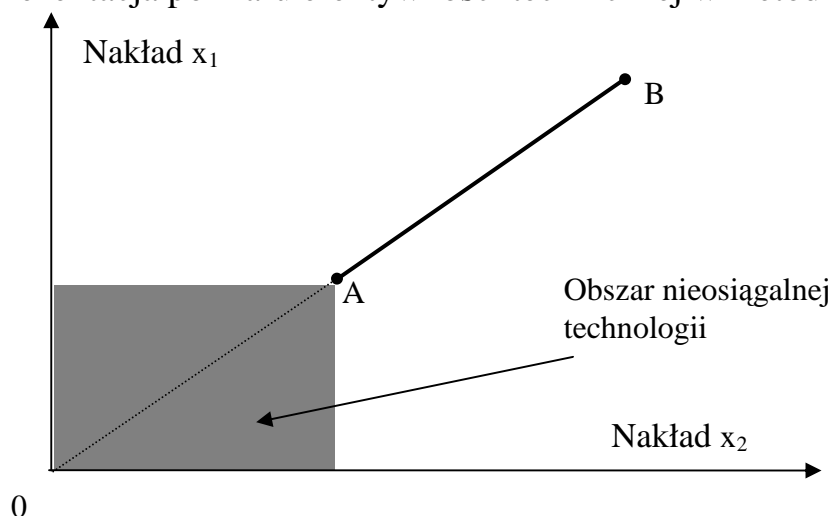 Nakład x₁
B
A
Obszar nieosiągalnej
technologii
Nakład x₂
0